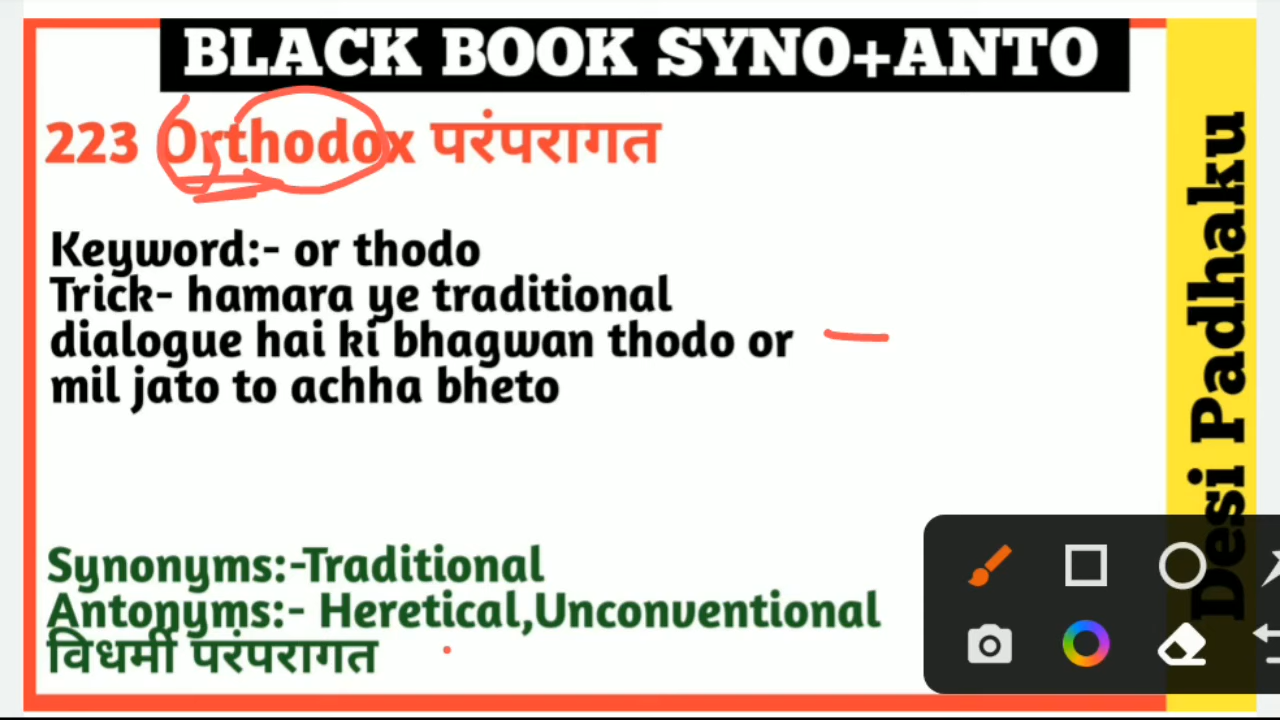 BLACK BOOK SYNO+ANTO
223 Orthodox परंपरागत
Keyword:- or thodo
Trick- hamara ye traditional
dialogue hai ki bhagwan thodo or
mil jato to achha bheto
Synonyms:-Traditional
Antonyms:- Heretical,Unconventional
विधर्मी परंपरागत
Desi Padhaku